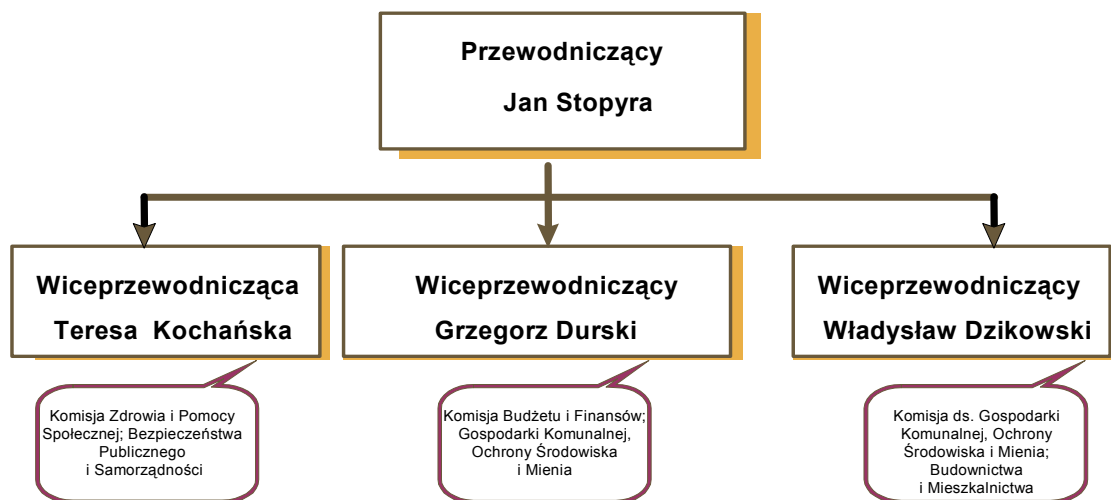 Przewodniczący
Jan Stopyra
Wiceprzewodnicząca
Teresa Kochańska
Wiceprzewodniczący
Grzegorz Durski
Wiceprzewodniczący
Władysław Dzikowski
Komisja Zdrowia i Pomocy
Społecznej; Bezpieczeństwa
Publicznego
i Samorządności
Komisja Budżetu i Finansów;
Gospodarki Komunalnej,
Ochrony Środowiska
i Mienia
Komisja ds. Gospodarki
Komunalnej, Ochrony
Środowiska i Mienia;
Budownictwa
i Mieszkalnictwa